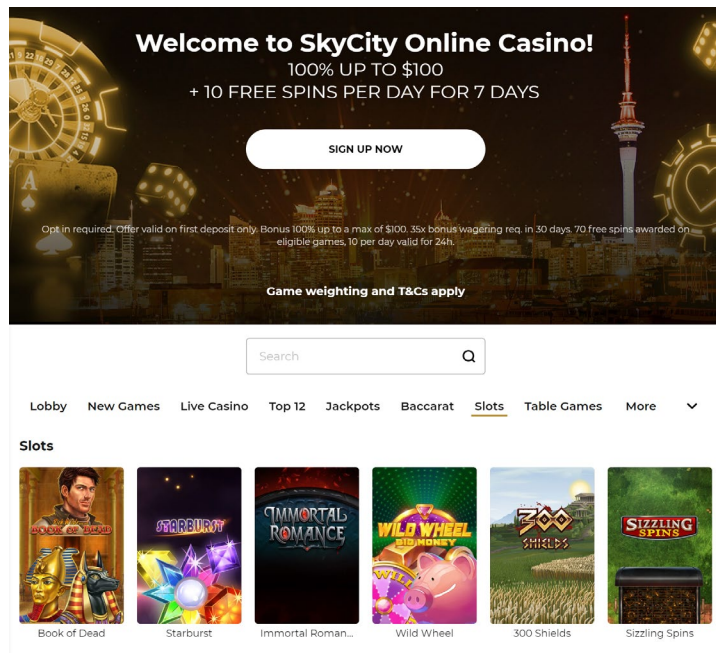 Welcome to SkyCity Online Casino!
100% UP TO $100
+ 10 FREE SPINS PER DAY FOR 7 DAYS
SIGN UP NOW
Opt in required. Offer valid on first deposit only. Bonus 100% up to a max of $100. 35x bonus wagering req. in 30 days. 70 free spins awarded on
eligible games, 10 per day valid for 24h.
Game weighting and T&Cs apply
Search
Lobby New Games Live Casino Top 12 Jackpots Baccarat Slots Table Games More
Slots
BOOK OF DEAD
STARBURST
IMMORTAL
ROMANCE
WILD WHEEL
BIG MONEY
WILD
300
SHIELDS
SIZZLING
SPINS
Book of Dead Starburst Immortal Roman... Wild Wheel 300 Shields Sizzling Spins